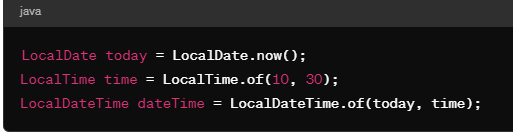 java
LocalDate today = LocalDate.now();
LocalTime time = LocalTime.of(10, 30);
LocalDateTime dateTime = LocalDateTime.of(today, time);